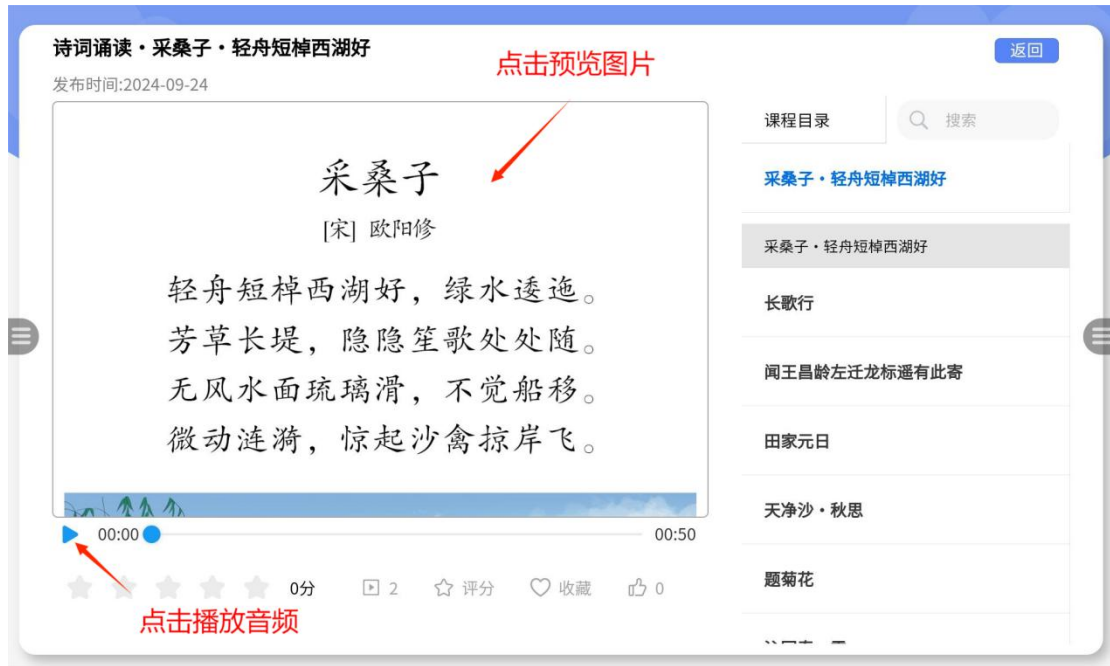 诗词诵读·采桑子·轻舟短棹西湖好
返回
点击预览图片
发布时间:2024-09-24
采桑子
[宋] 欧阳修
轻舟短棹西湖好，绿水逶迤。
芳草长堤，隐隐笙歌处处随。
无风水面琉璃滑，不觉船移。
微动涟漪，惊起沙禽掠岸飞。
00:00
00:50
0分
2
评分
收藏
0
点击播放音频
课程目录
搜索
采桑子·轻舟短棹西湖好
采桑子·轻舟短棹西湖好
长歌行
闻王昌龄左迁龙标遥有此寄
田家元日
天净沙·秋思
题菊花